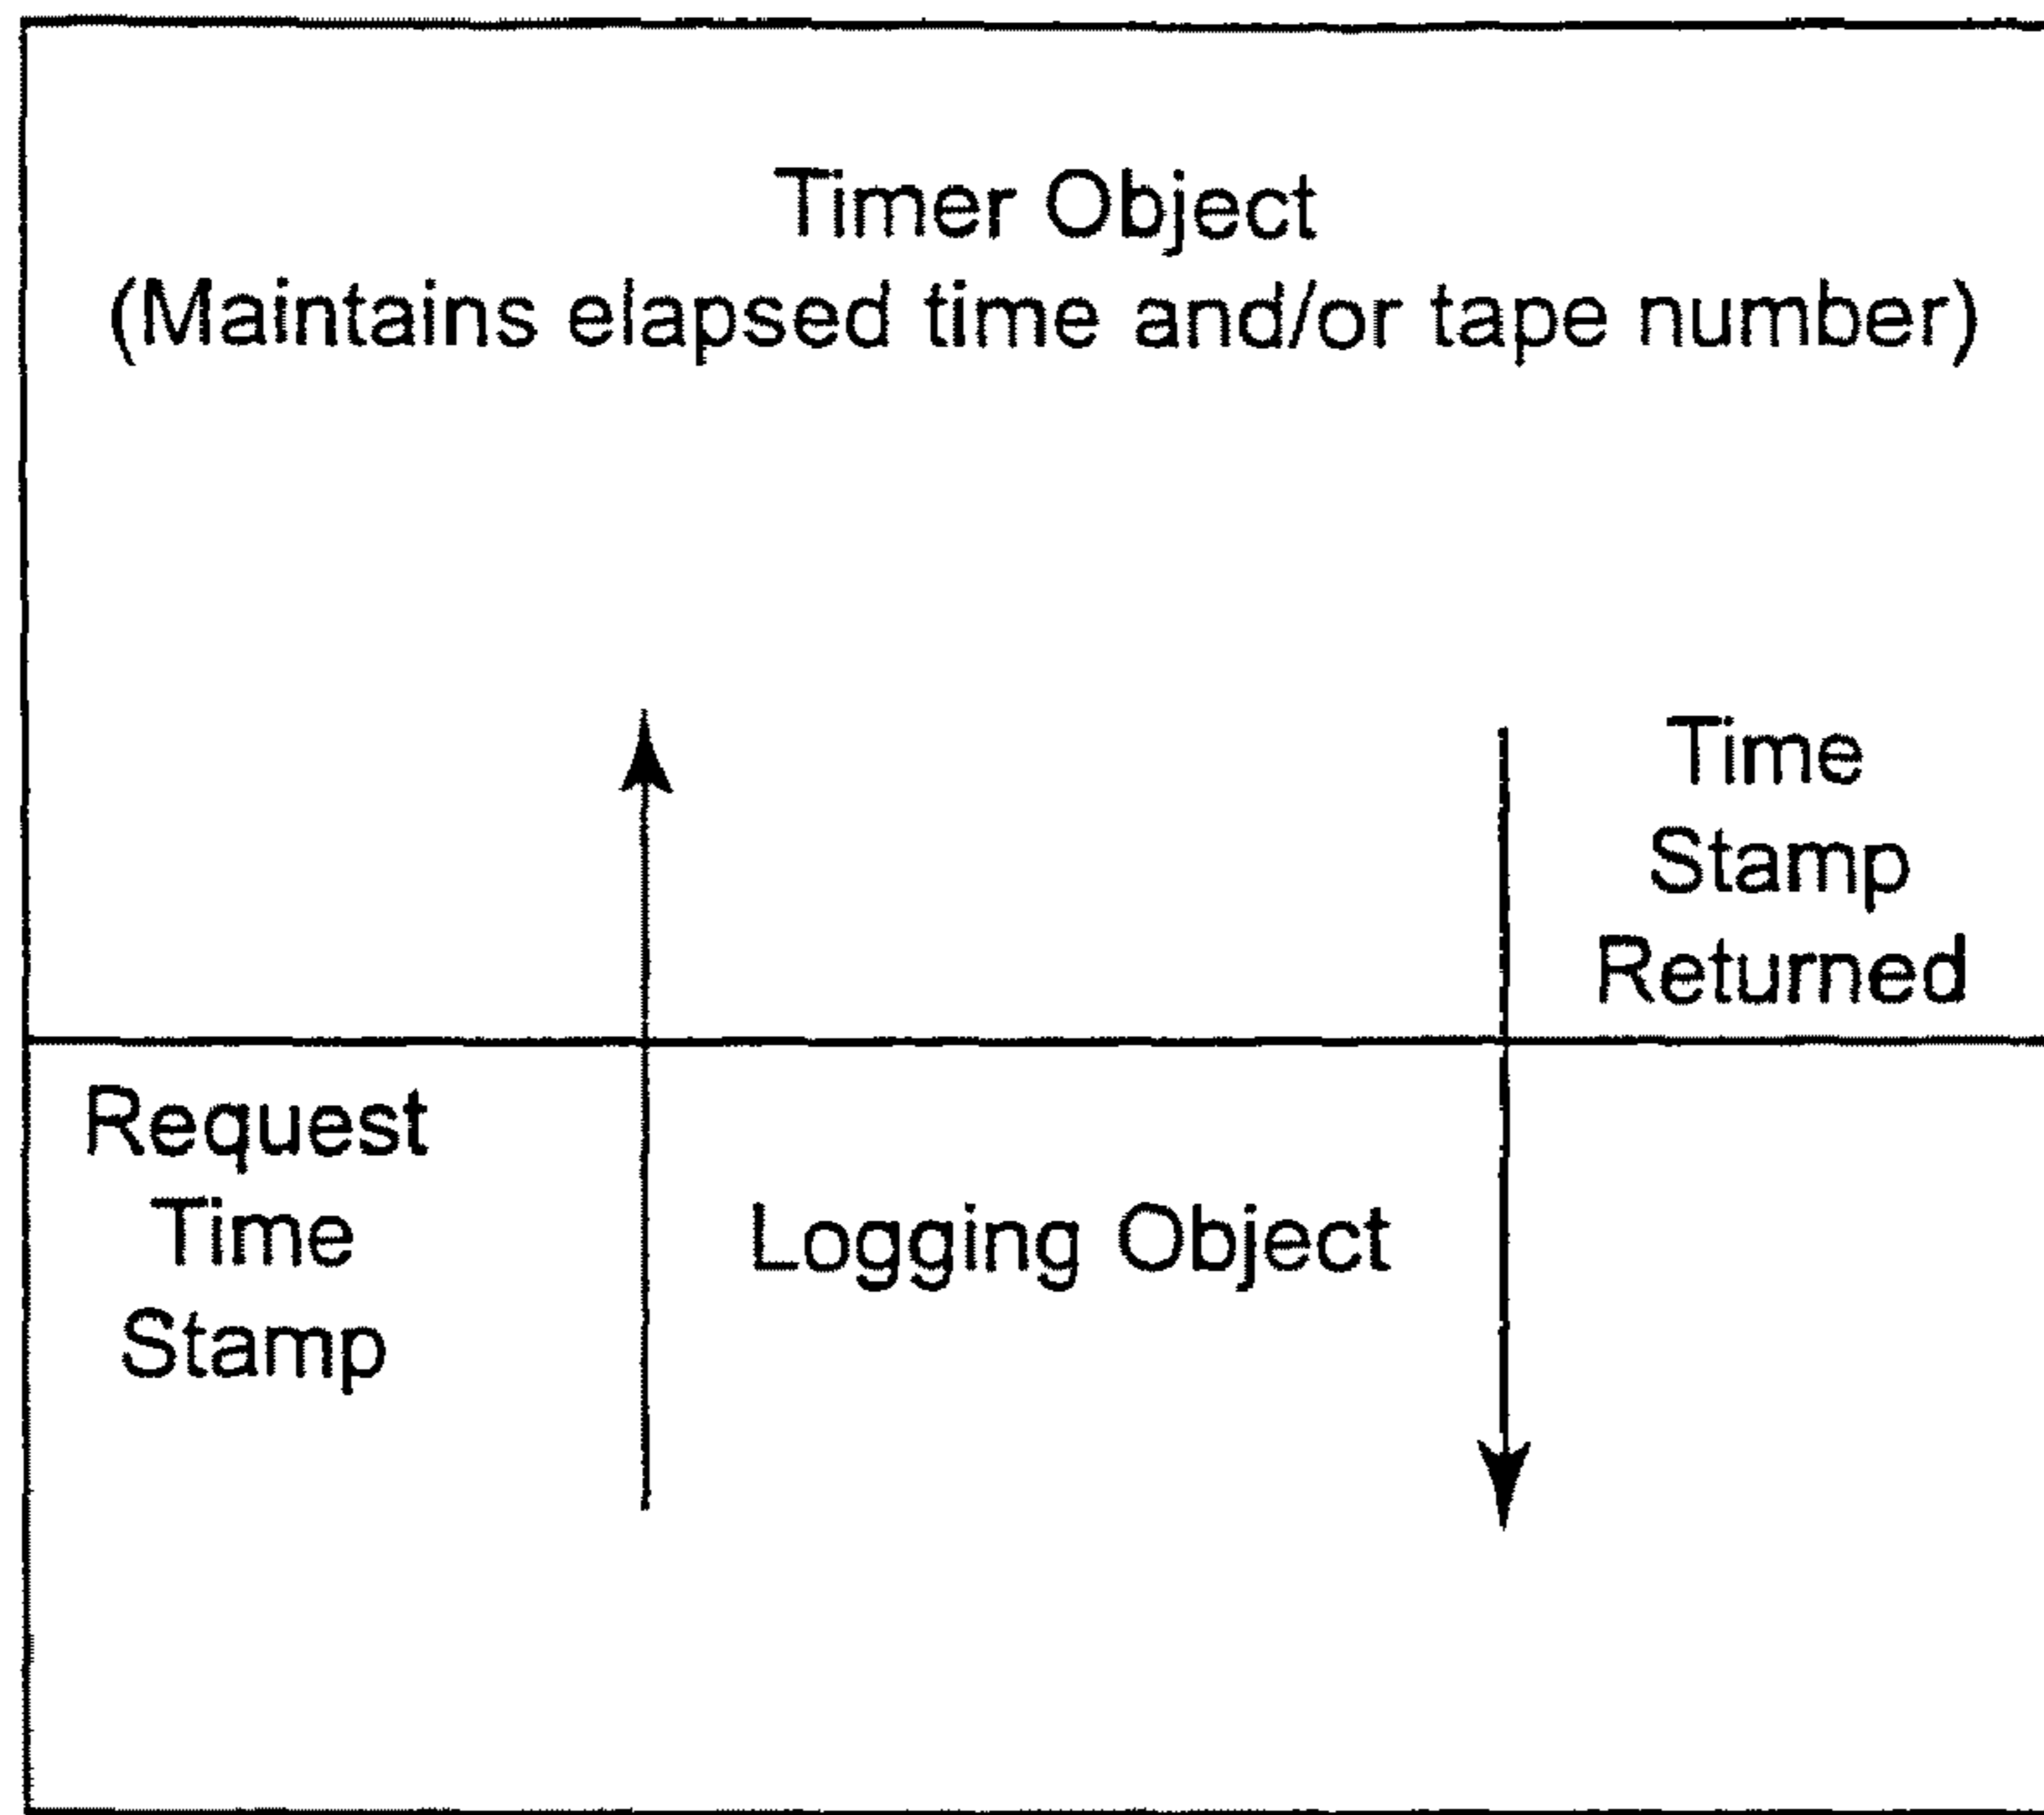 Timer Object
(Maintains elapsed time and/or tape number)
Time
Stamp
Returned
Request
Time
Stamp
Logging Object